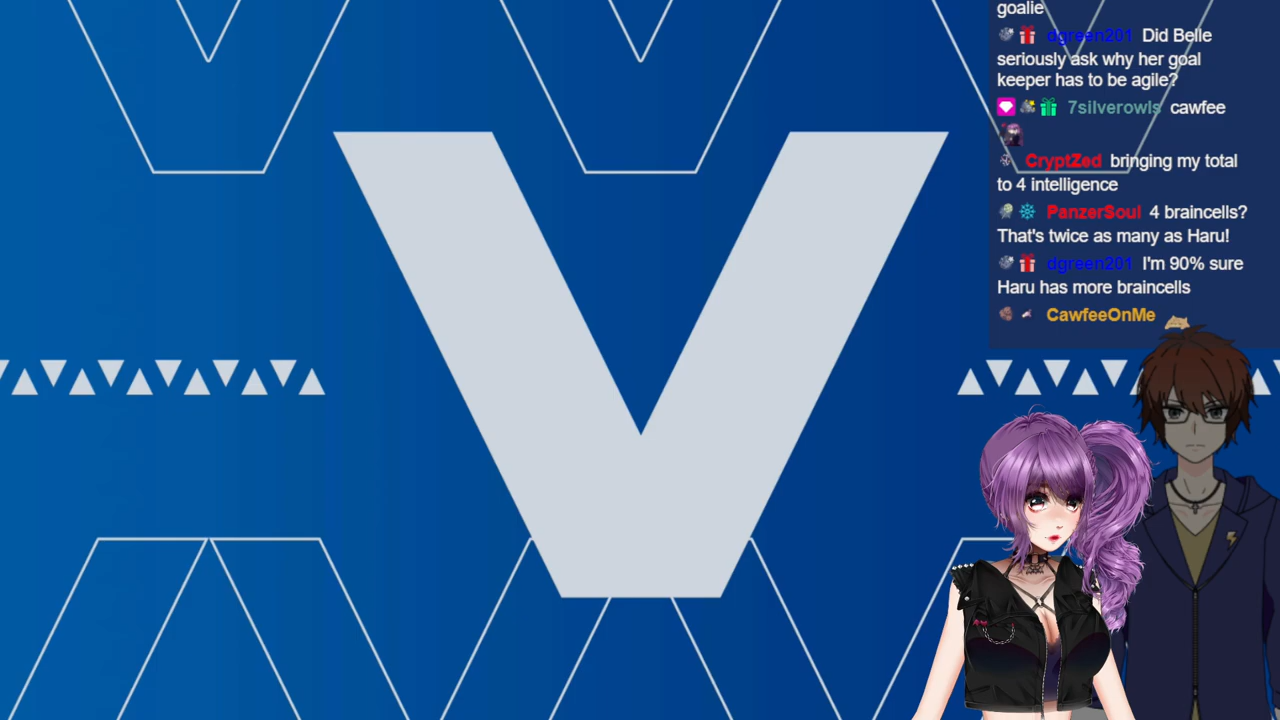 goalie
dgreen201 Did Belle
seriously ask why her goal
keeper has to be agile?
7silverowls cawfee
CryptZed bringing my total
to 4 intelligence
PanzerSoul 4 braincells?
That's twice as many as Haru!
dgreen201 I'm 90% sure
Haru has more braincells
CawfeeOnMe
V